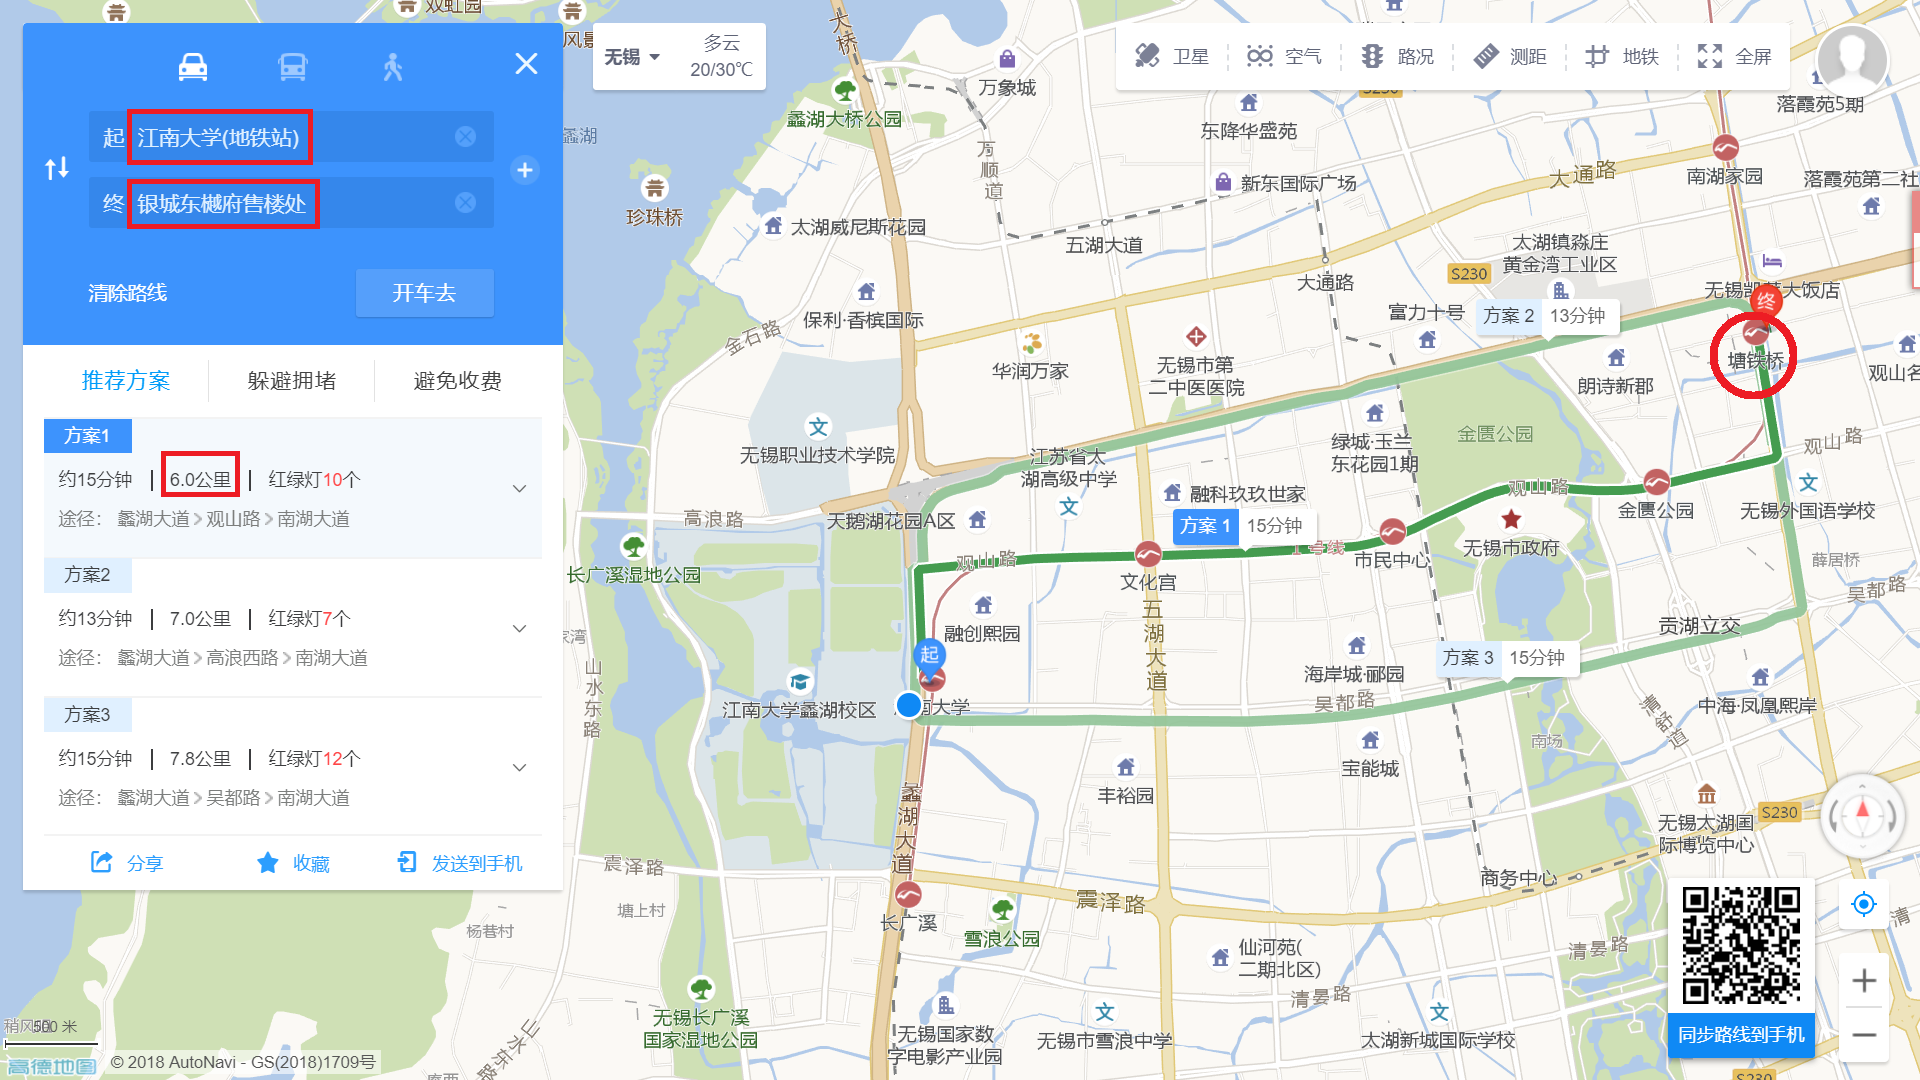 起 江南大学(地铁站)
终 银城东樾府售楼处
清除路线
开车去
推荐方案
躲避拥堵
避免收费
方案1
约15分钟 | 6.0公里 | 红绿灯10个
途径： 蠡湖大道>观山路>南湖大道
方案2
约13分钟 | 7.0公里 | 红绿灯7个
途径： 蠡湖大道>高浪西路>南湖大道
方案3
约15分钟 | 7.8公里 | 红绿灯12个
途径： 蠡湖大道>吴都路>南湖大道
分享
收藏
发送到手机
无锡
多云
20/30℃
卫星
空气
路况
测距
地铁
全屏
双虹园
大桥
万象城
蠡湖大桥公园
蠡湖
东降华盛苑
S230
落霞苑5期
万顺道
新东国际广场
大通路
南湖家园
落霞苑第二社
珍珠桥
太湖威尼斯花园
五湖大道
太湖镇淼庄
黄金湾工业区
S230
大通路
保利·香槟国际
金石路
富力十号
方案 2 13分钟
终
塘铁桥
华润万家
无锡市第
二中医医院
朗诗新郡
观山名
绿城·玉兰
东花园1期
金匮公园
观山路
无锡职业技术学院
江苏省太
湖高级中学
融科玖玖世家
观山路
金匮公园
无锡外国语学校
高浪路
天鹅湖花园A区
方案 1 15分钟
1号线
市民中心
无锡市政府
薛居桥
观山路
长广溪湿地公园
文化宫
吴都路
五湖大道
融创熙园
贡湖立交
起
方案 3 15分钟
山水东路
海岸城·郦园
吴都路
江南大学蠡湖校区
清舒道
中海·凤凰熙岸
南场
宝能城
丰裕园
蠡湖大道
无锡太湖国
际博览中心
S230
震泽路
商务中心
震泽路
塘上村
杨巷村
长广溪
雪浪公园
仙河苑(
二期北区)
清晏路
清
清晏路
无锡长广溪
国家湿地公园
无锡国家数
字电影产业园
无锡市雪浪中学
太湖新城国际学校
同步路线到手机
500 米
高德地图
© 2018 AutoNavi - GS(2018)1709号
山水东路
S230